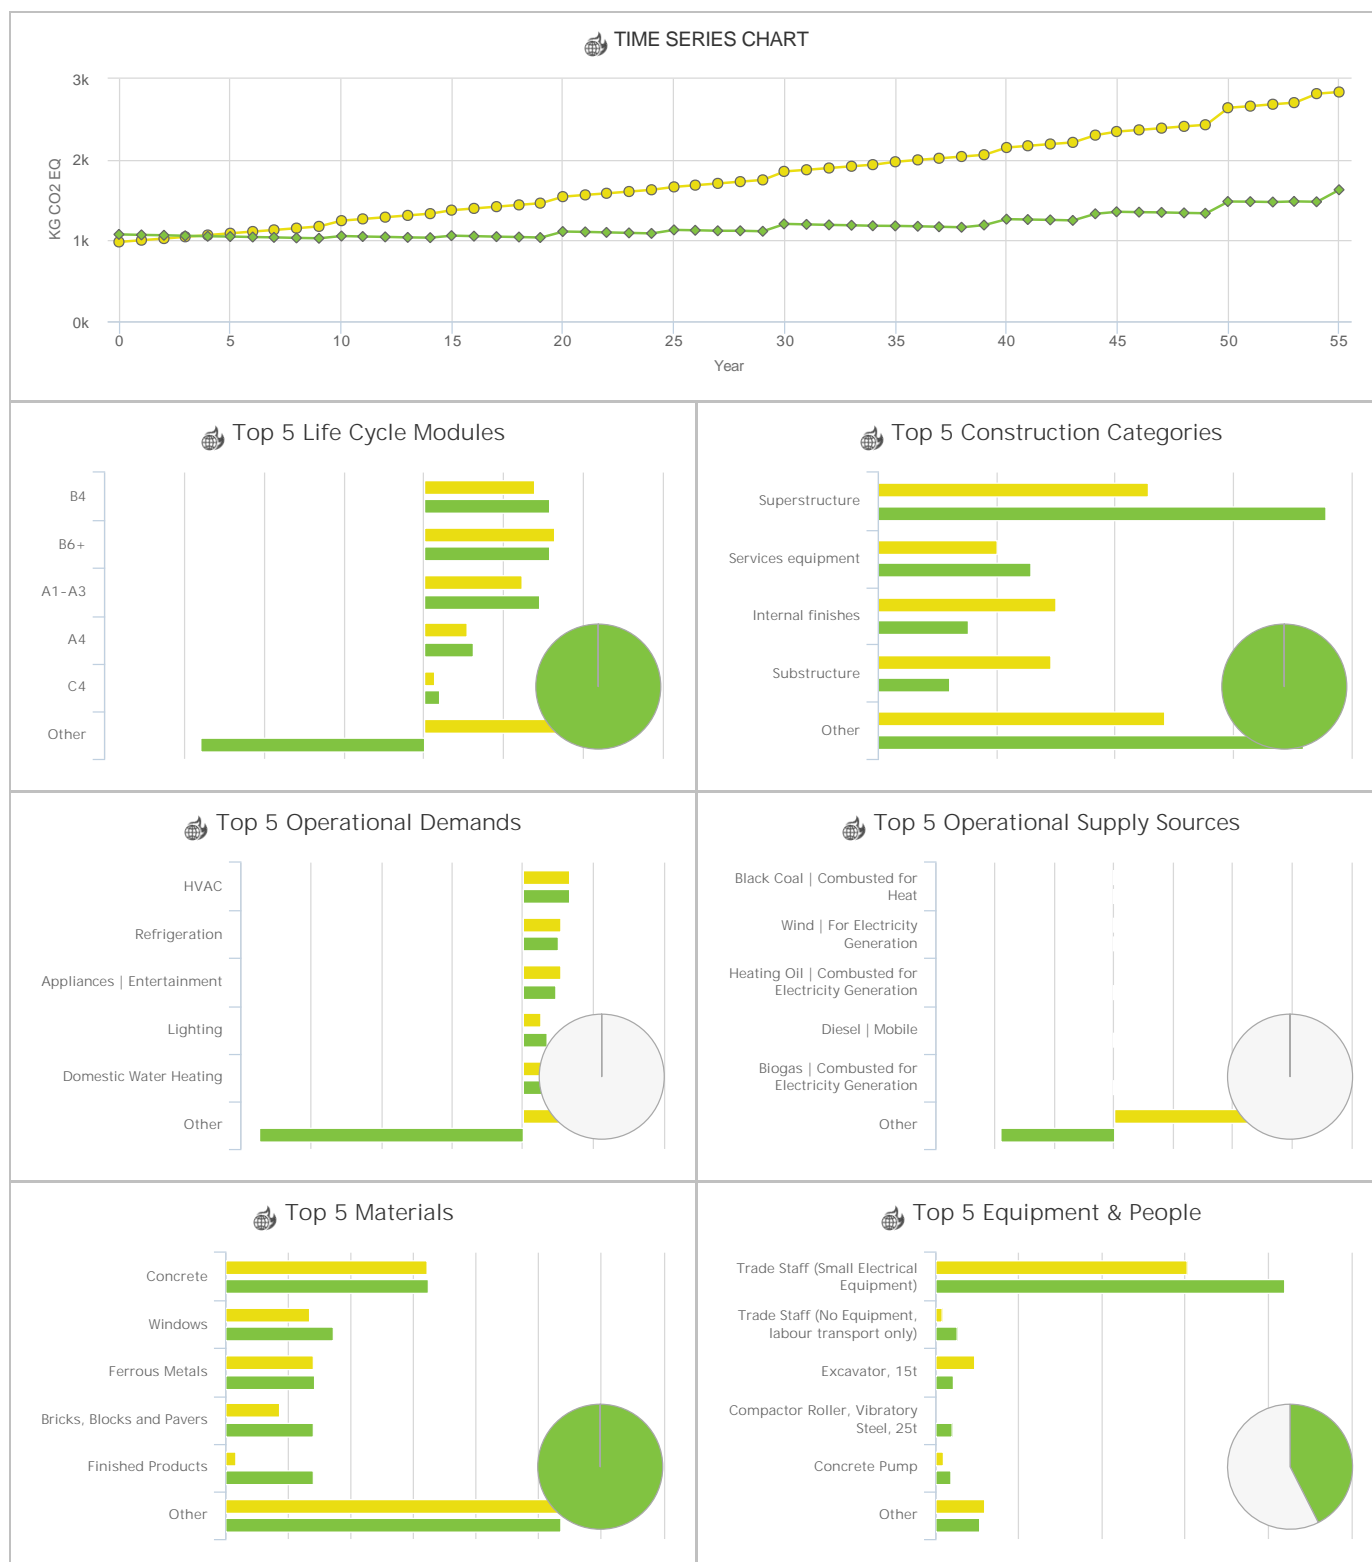 TIME SERIES CHART
3k
2k
1k
0k
KG CO2 EQ
0 5 10 15 20 25 30 35 40 45 50 55
Year
Top 5 Life Cycle Modules
B4
B6+
A1-A3
A4
C4
Other
Top 5 Construction Categories
Superstructure
Services equipment
Internal finishes
Substructure
Other
Top 5 Operational Demands
HVAC
Refrigeration
Appliances | Entertainment
Lighting
Domestic Water Heating
Other
Top 5 Operational Supply Sources
Black Coal | Combusted for
Heat
Wind | For Electricity
Generation
Heating Oil | Combusted for
Electricity Generation
Diesel | Mobile
Biogas | Combusted for
Electricity Generation
Other
Top 5 Materials
Concrete
Windows
Ferrous Metals
Bricks, Blocks and Pavers
Finished Products
Other
Top 5 Equipment & People
Trade Staff (Small Electrical
Equipment)
Trade Staff (No Equipment,
labour transport only)
Excavator, 15t
Compactor Roller, Vibratory
Steel, 25t
Concrete Pump
Other